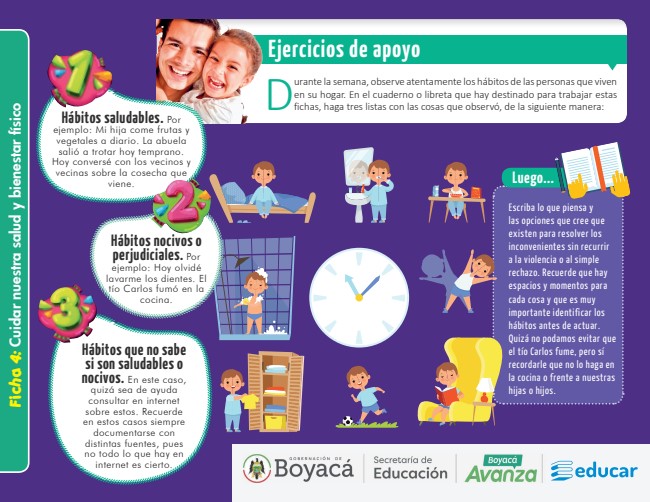 Ficha 4: Cuidar nuestra salud y bienestar físico
Ejercicios de apoyo
Durante la semana, observe atentamente los hábitos de las personas que viven
en su hogar. En el cuaderno o libreta que hay destinado para trabajar estas
fichas, haga tres listas con las cosas que observó, de la siguiente manera:
1
Hábitos saludables. Por
ejemplo: Mi hija come frutas y
vegetales a diario. La abuela
salió a trotar hoy temprano.
Hoy conversé con los vecinos y
vecinas sobre la cosecha que
viene.
2
Hábitos nocivos o
perjudiciales. Por
ejemplo: Hoy olvidé
lavarme los dientes. El
tío Carlos fumó en la
cocina.
3
Hábitos que no sabe
si son saludables o
nocivos. En este caso,
quizá sea de ayuda
consultar en internet
sobre estos. Recuerde
en estos casos siempre
documentarse con
distintas fuentes, pues
no todo lo que hay en
internet es cierto.
Luego...
Escriba lo que piensa y
las opciones que cree que
existen para resolver los
inconvenientes sin recurrir
a la violencia o al simple
rechazo. Recuerde que hay
espacios y momentos para
cada cosa y que es muy
importante identificar los
hábitos antes de actuar.
Quizá no podamos evitar que
el tío Carlos fume, pero sí
recordarle que no lo haga en
la cocina o frente a nuestras
hijas o hijos.
GOBERNACIÓN DE
Boyacá
Secretaría de
Educación
Boyacá
Avanza
educar